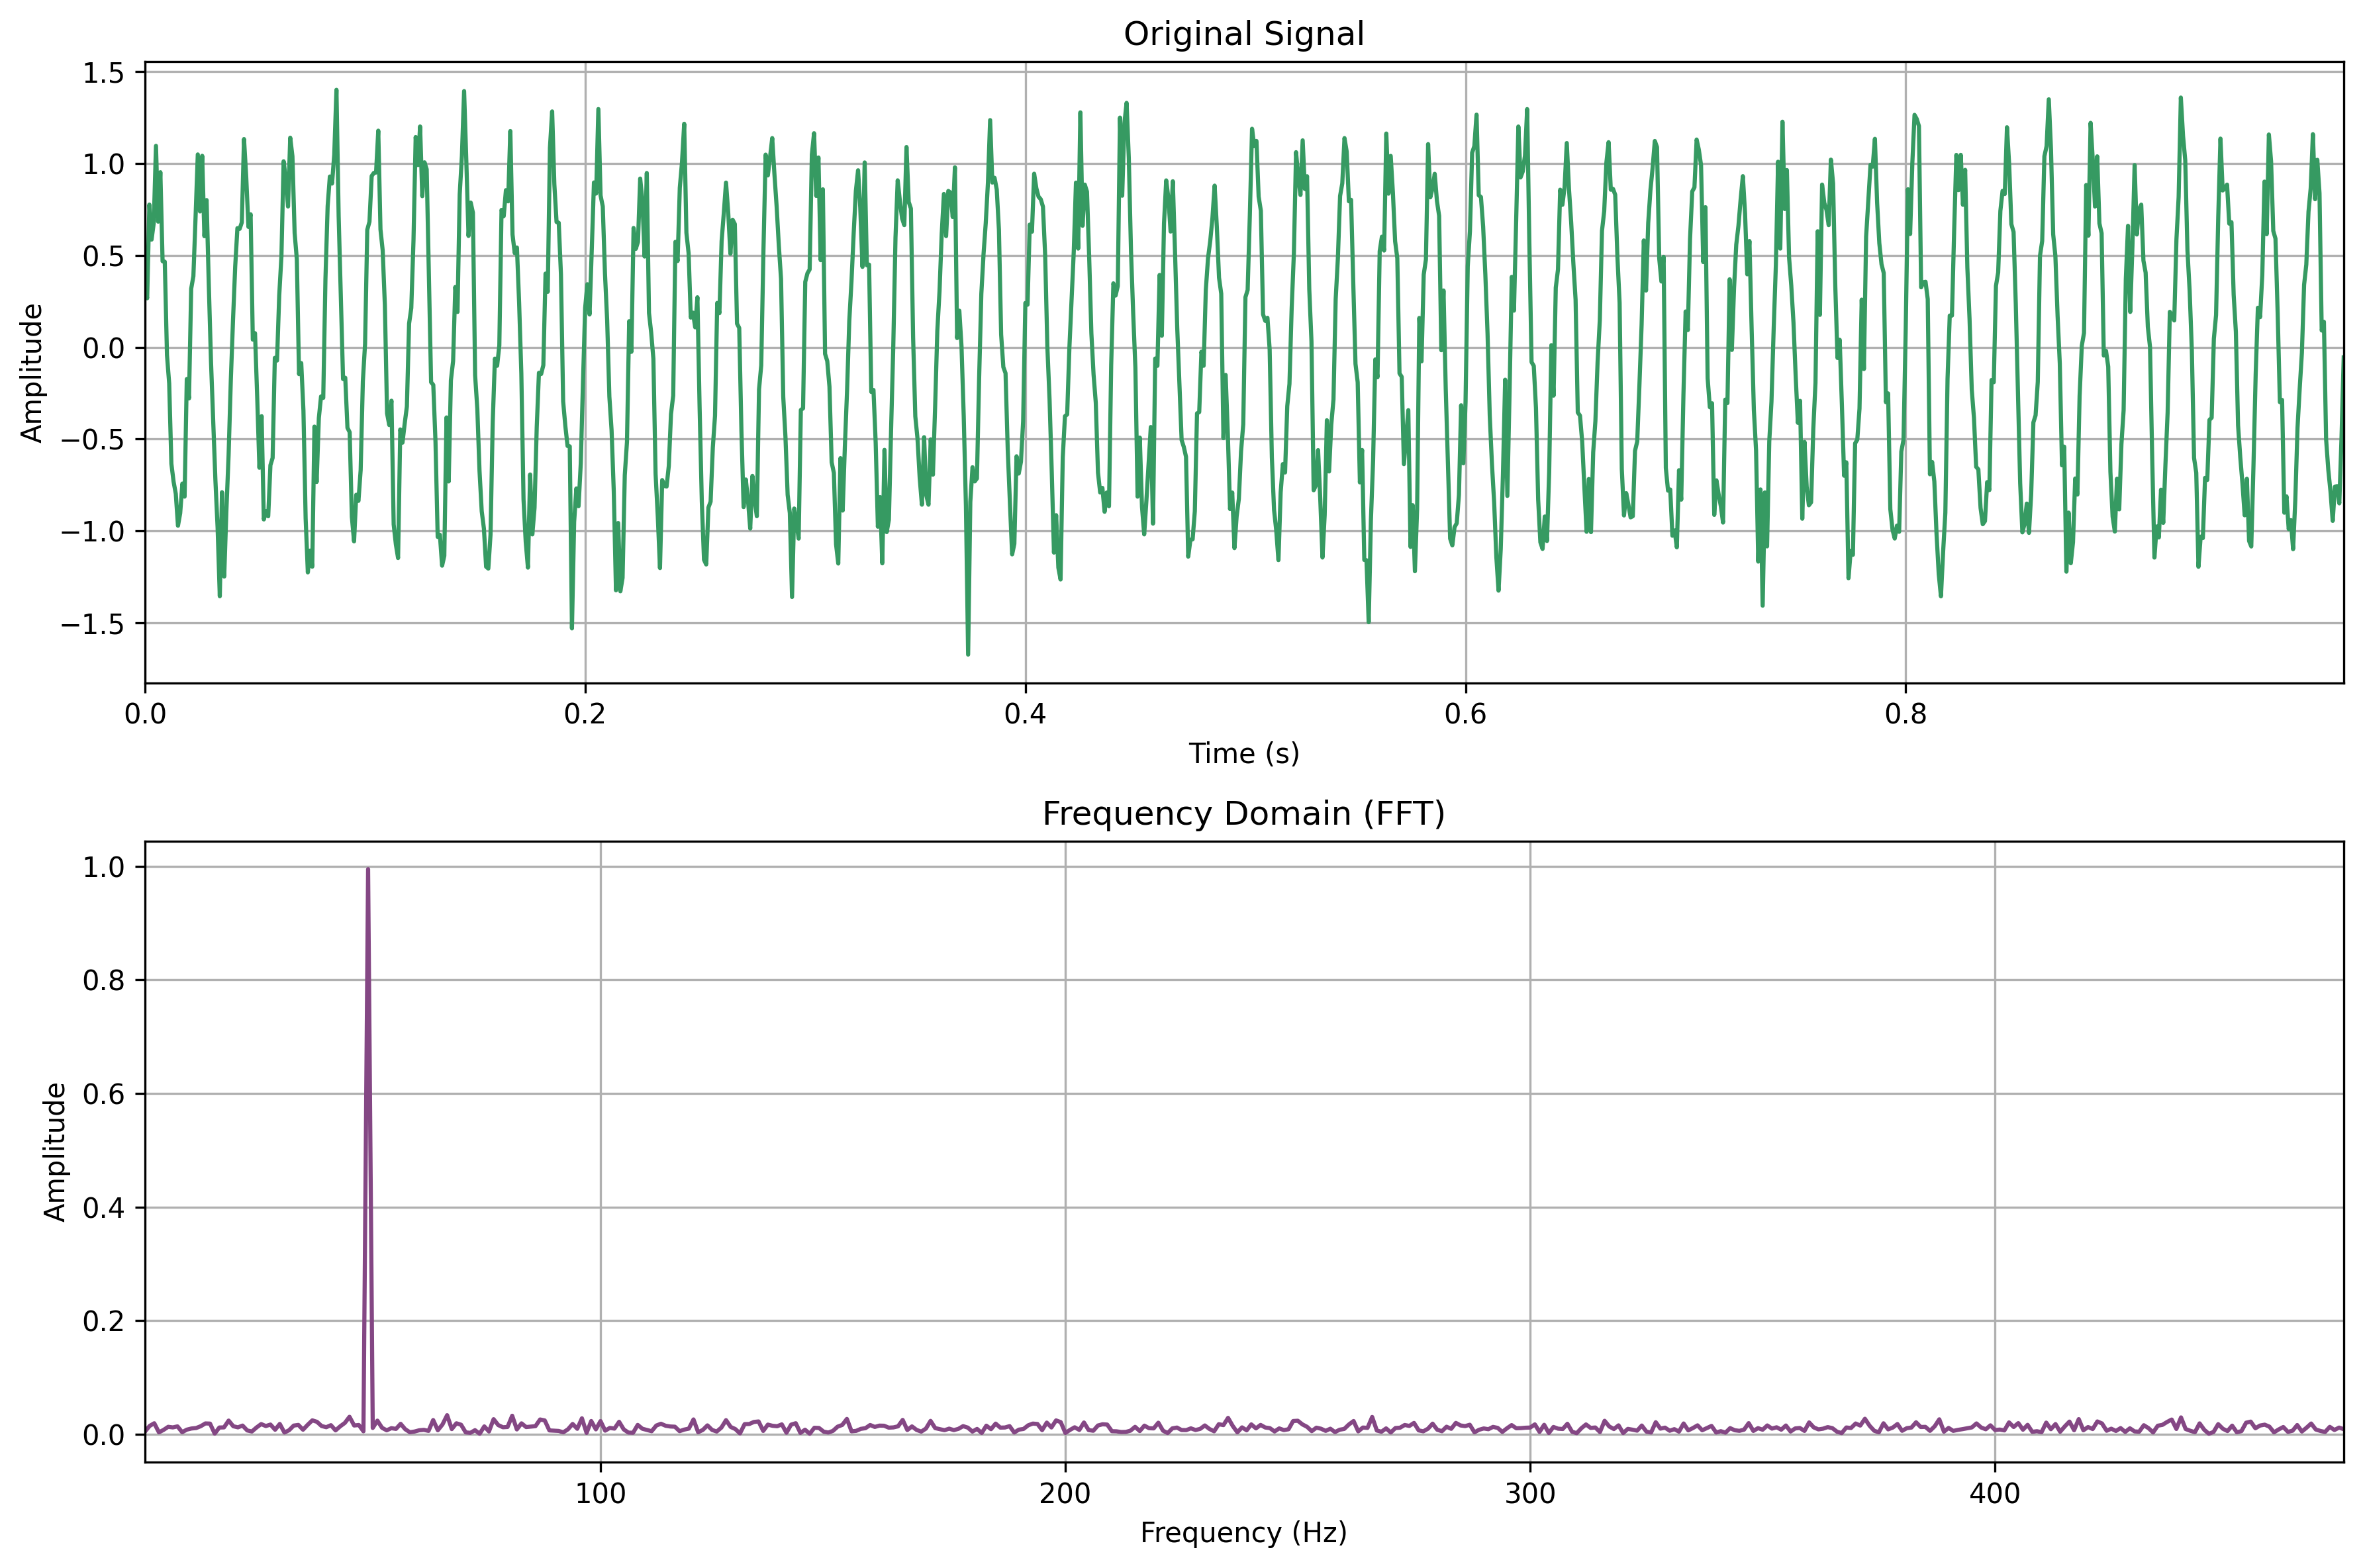 Original Signal
Amplitude
1.5
1.0
0.5
0.0
−0.5
−1.0
−1.5
0.0 0.2 0.4 0.6 0.8
Time (s)
Frequency Domain (FFT)
Amplitude
1.0
0.8
0.6
0.4
0.2
0.0
100 200 300 400
Frequency (Hz)